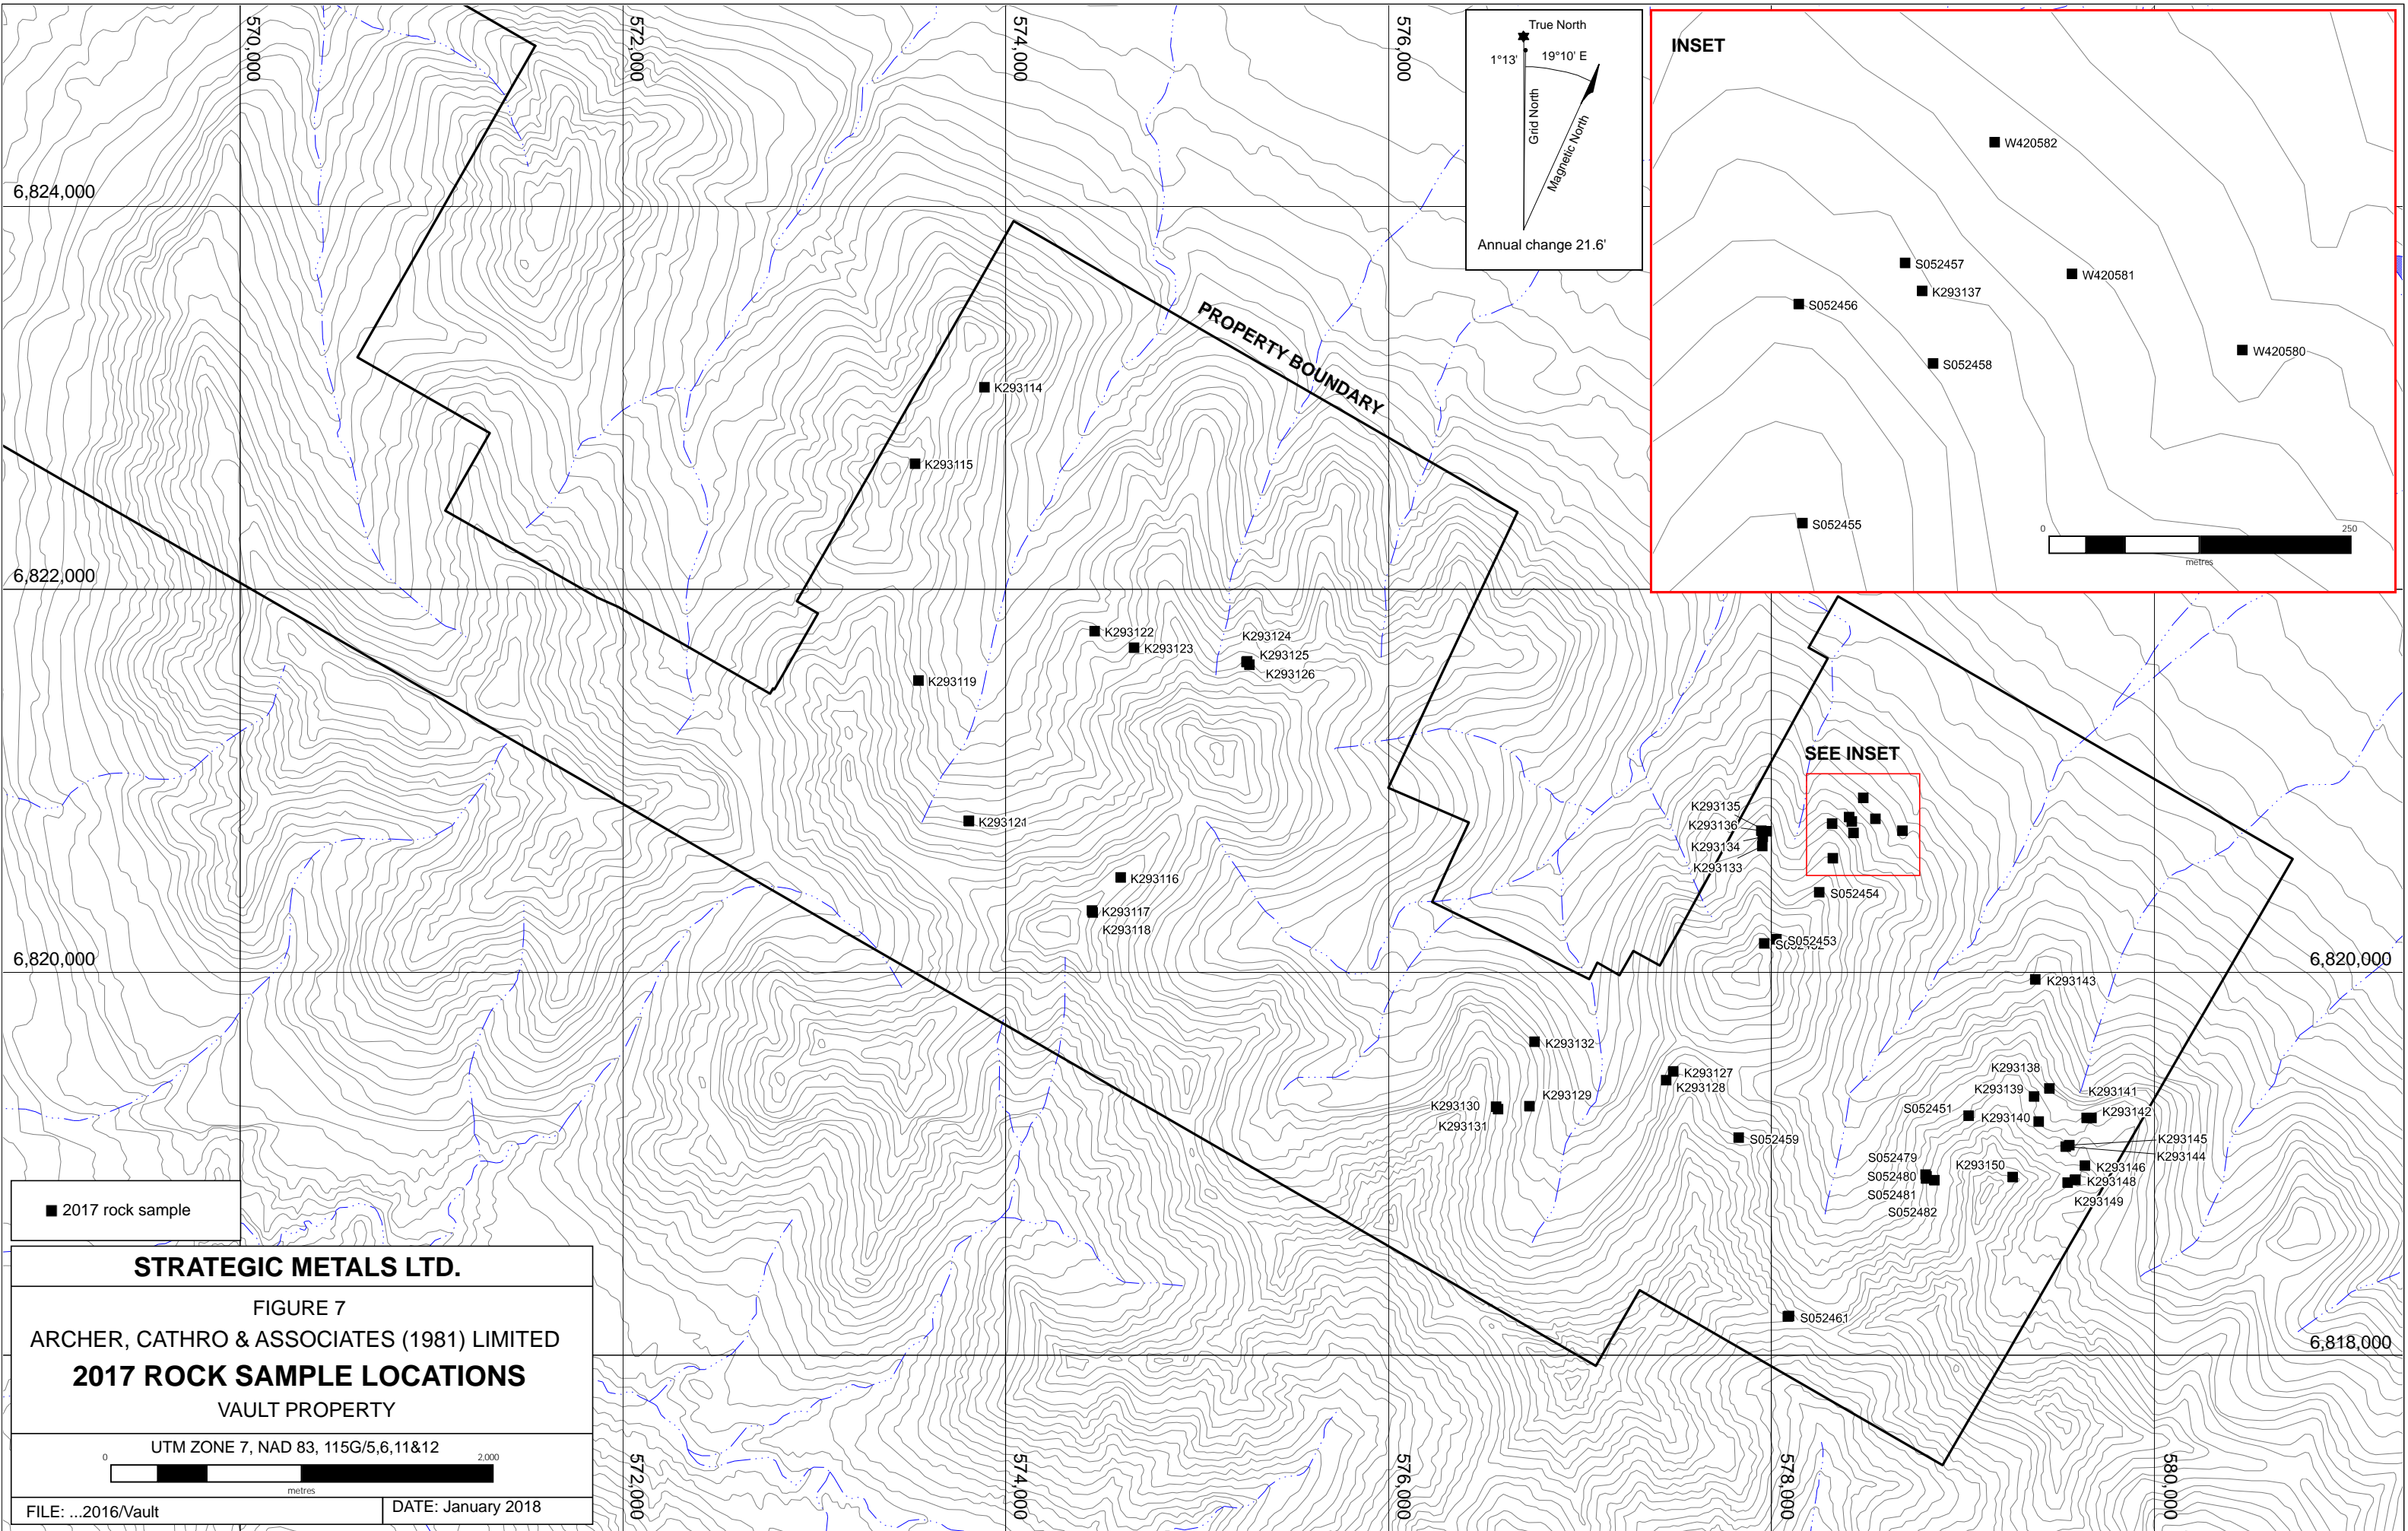 570,000
572,000
574,000
576,000
True North
1°13'
19°10' E
Grid North
Magnetic North
Annual change 21.6'
INSET
W420582
S052457
W420581
K293137
S052456
W420580
S052458
S052455
0
250
metres
6,824,000
PROPERTY BOUNDARY
K293114
K293115
6,822,000
K293122
K293123
K293124
K293125
K293126
K293119
SEE INSET
K293121
K293135
K293136
K293134
K293133
K293116
K293117
K293118
S052454
S052453
6,820,000
6,820,000
K293143
K293132
K293127
K293128
K293138
K293139
K293141
K293129
K293130
K293131
S052451
K293140
K293142
S052459
K293145
K293144
S052479
K293150
K293146
S052480
K293148
S052481
K293149
S052482
S052461
6,818,000
2017 rock sample
STRATEGIC METALS LTD.
FIGURE 7
ARCHER, CATHRO & ASSOCIATES (1981) LIMITED
2017 ROCK SAMPLE LOCATIONS
VAULT PROPERTY
UTM ZONE 7, NAD 83, 115G/5,6,11&12
0
2,000
metres
FILE: ...2016/Vault
DATE: January 2018
572,000
574,000
576,000
578,000
580,000